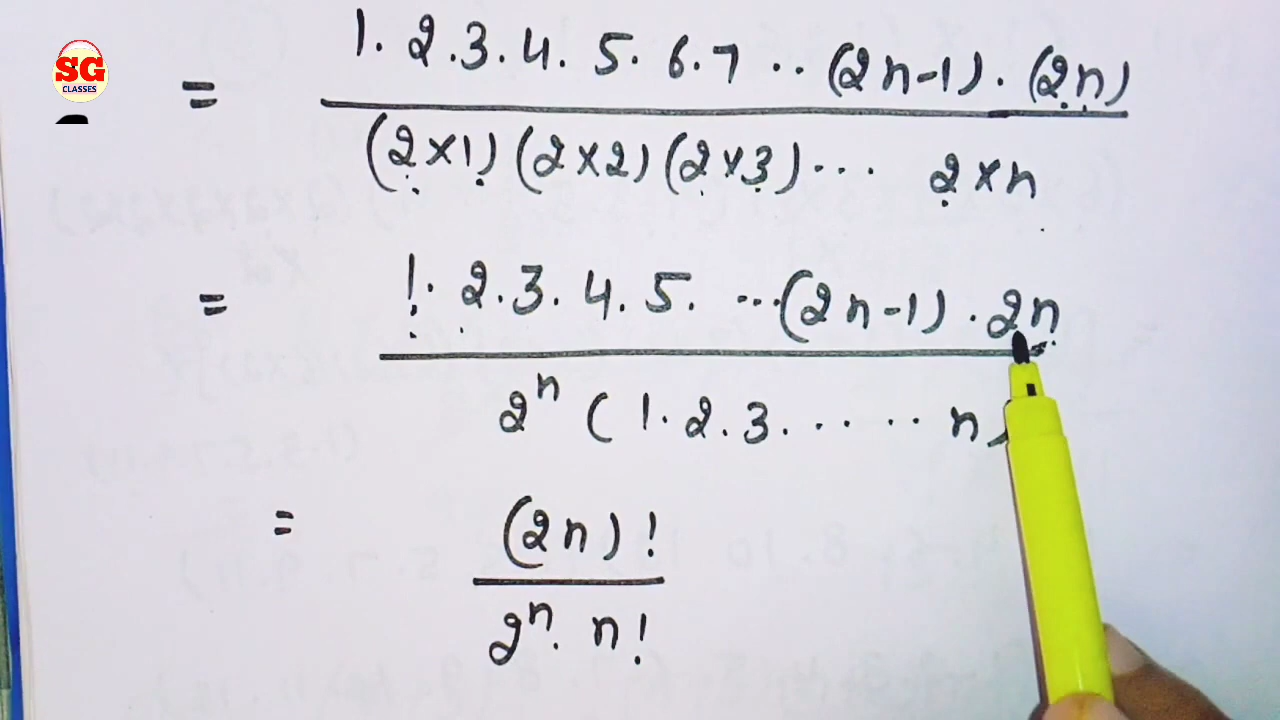 SG
CLASSES
1. 2.3.4. 5. 6.7 .. (2n-1). (2n)
=
(2×1) (2×2) (2×3) ... 2×n
1. 2.3. 4. 5. ...(2n-1) . 2n
=
2ⁿ ( 1. 2. 3. . . . . . n)
(2n) !
=
2ⁿ. n!